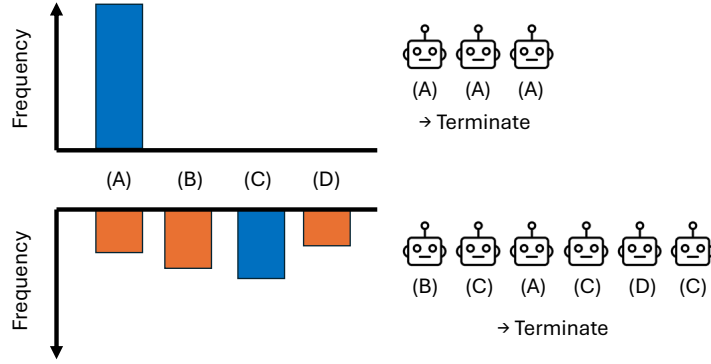 Frequency
(A) (A) (A)
→ Terminate
(A) (B) (C) (D)
Frequency
(B) (C) (A) (C) (D) (C)
→ Terminate